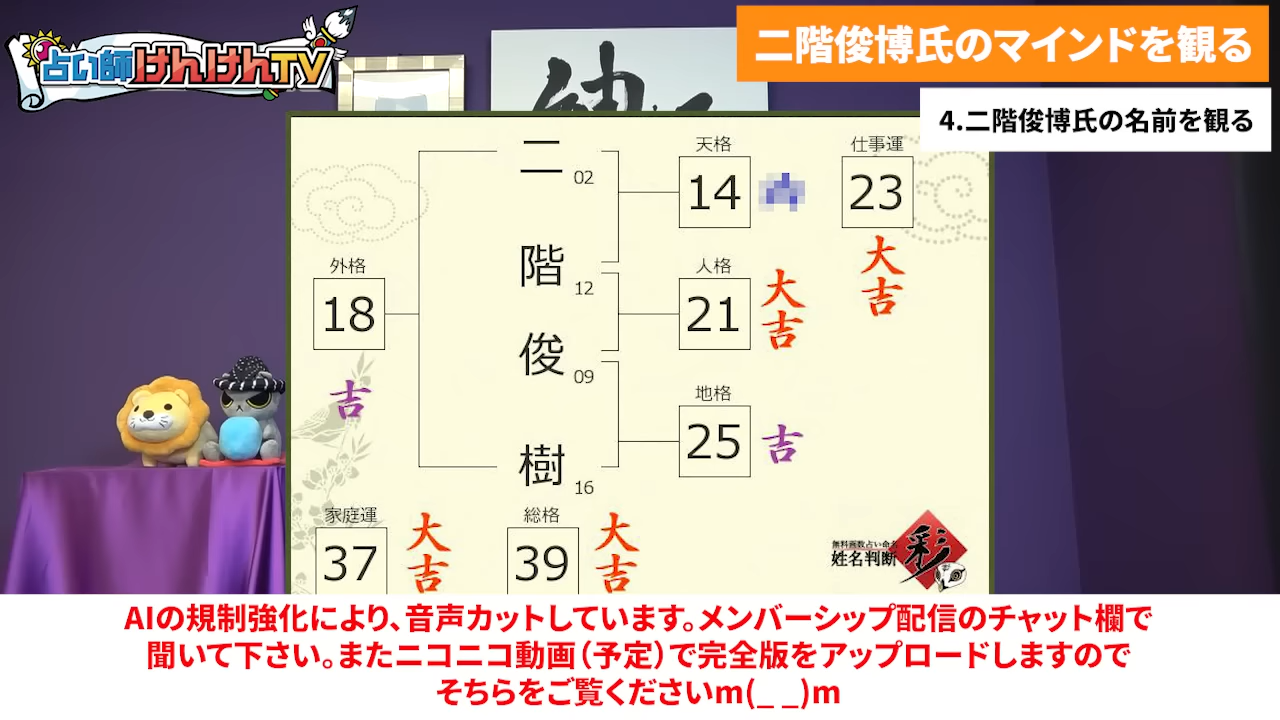 占い師けんけんTV
二階俊博氏のマインドを観る
4.二階俊博氏の名前を観る
二 02
階 12
俊 09
樹 16
天格
14
仕事運
23
大吉
外格
18
吉
人格
21
大吉
地格
25
吉
家庭運
37
大吉
総格
39
大吉
無料画数占い命名
姓名判断
彩
AIの規制強化により、音声カットしています。メンバーシップ配信のチャット欄で
聞いて下さい。またニコニコ動画(予定)で完全版をアップロードしますので
そちらをご覧くださいm(_ _)m